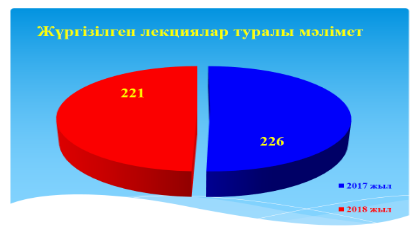 Жүргізілген лекциялар туралы мәлімет
221
226
2017 жыл
2018 жыл